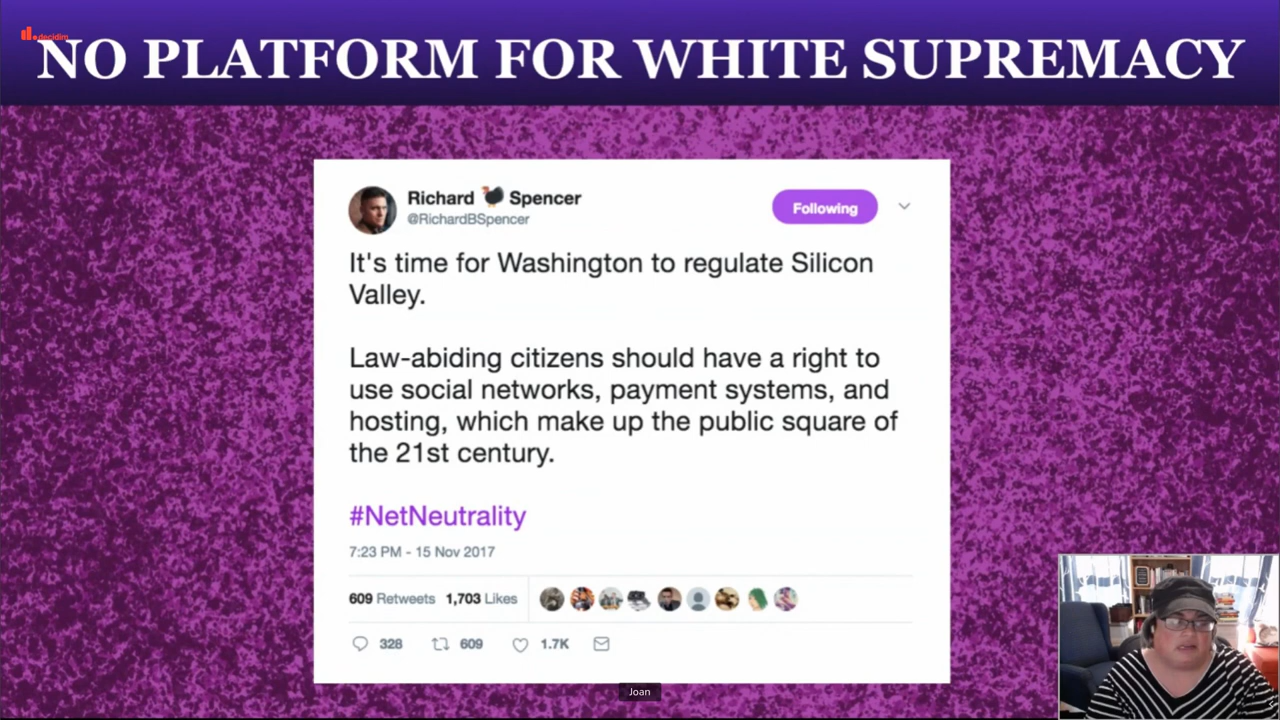 decidim
NO PLATFORM FOR WHITE SUPREMACY
Richard 🦃 Spencer
@RichardBSpencer
Following
It's time for Washington to regulate Silicon
Valley.
Law-abiding citizens should have a right to
use social networks, payment systems, and
hosting, which make up the public square of
the 21st century.
#NetNeutrality
7:23 PM - 15 Nov 2017
609 Retweets 1,703 Likes
328 609 1.7K
Joan